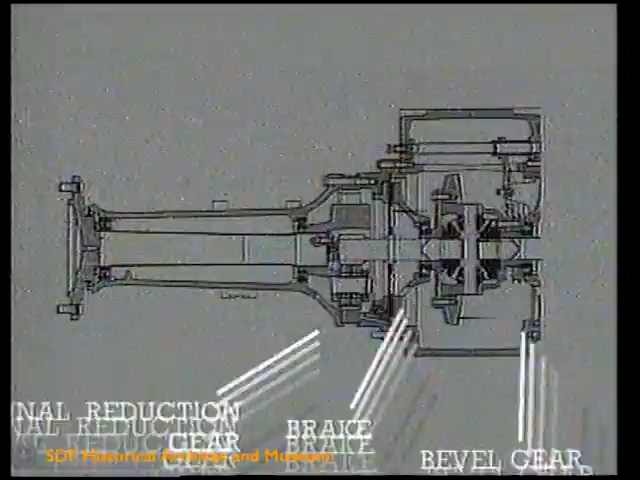 NAL REDUCTION
GEAR
BRAKE
BEVEL GEAR
SDF Historical Archives and Museum